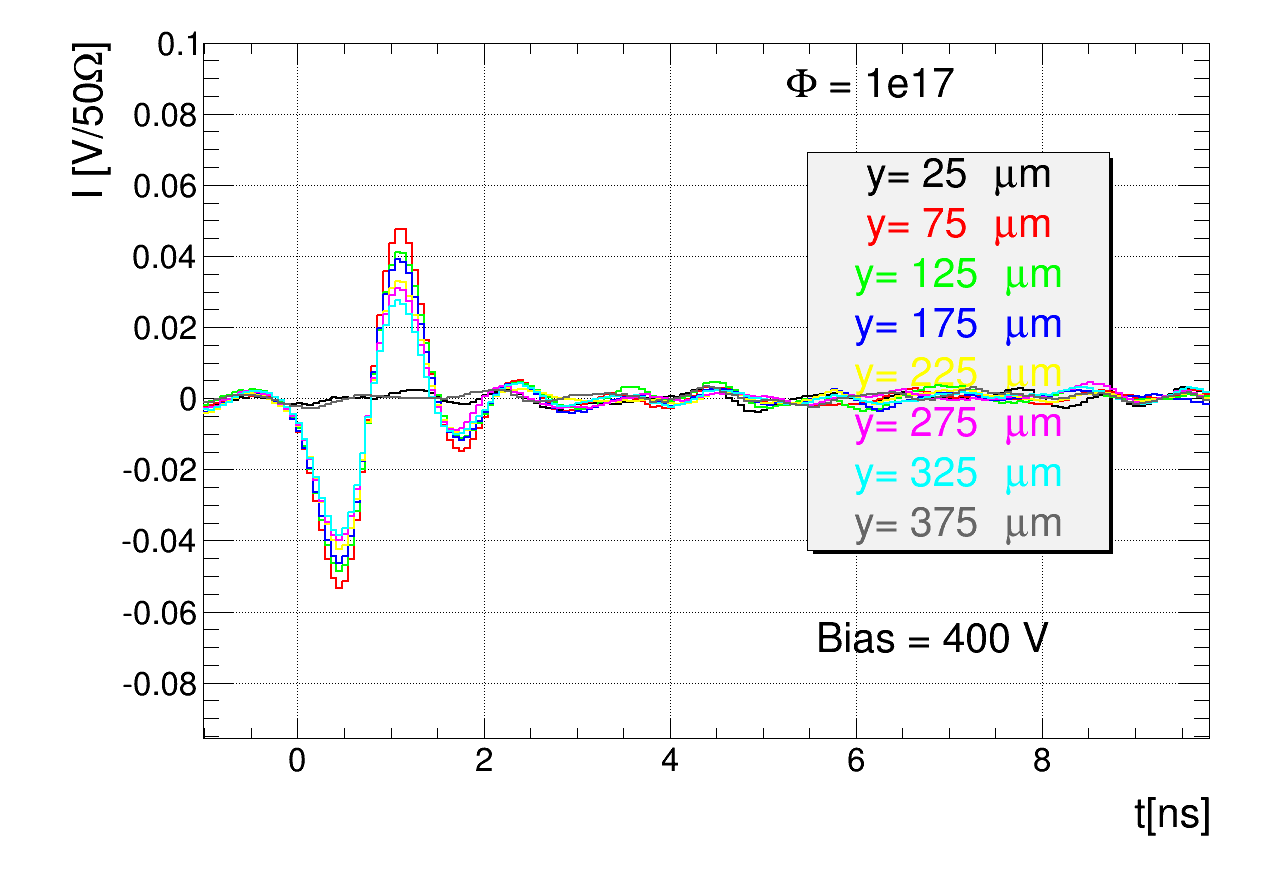 I [V/50Ω]
0.1
0.08
0.06
0.04
0.02
0
-0.02
-0.04
-0.06
-0.08
Φ = 1e17
y= 25 μm
y= 75 μm
y= 125 μm
y= 175 μm
y= 225 μm
y= 275 μm
y= 325 μm
y= 375 μm
Bias = 400 V
0 2 4 6 8
t[ns]